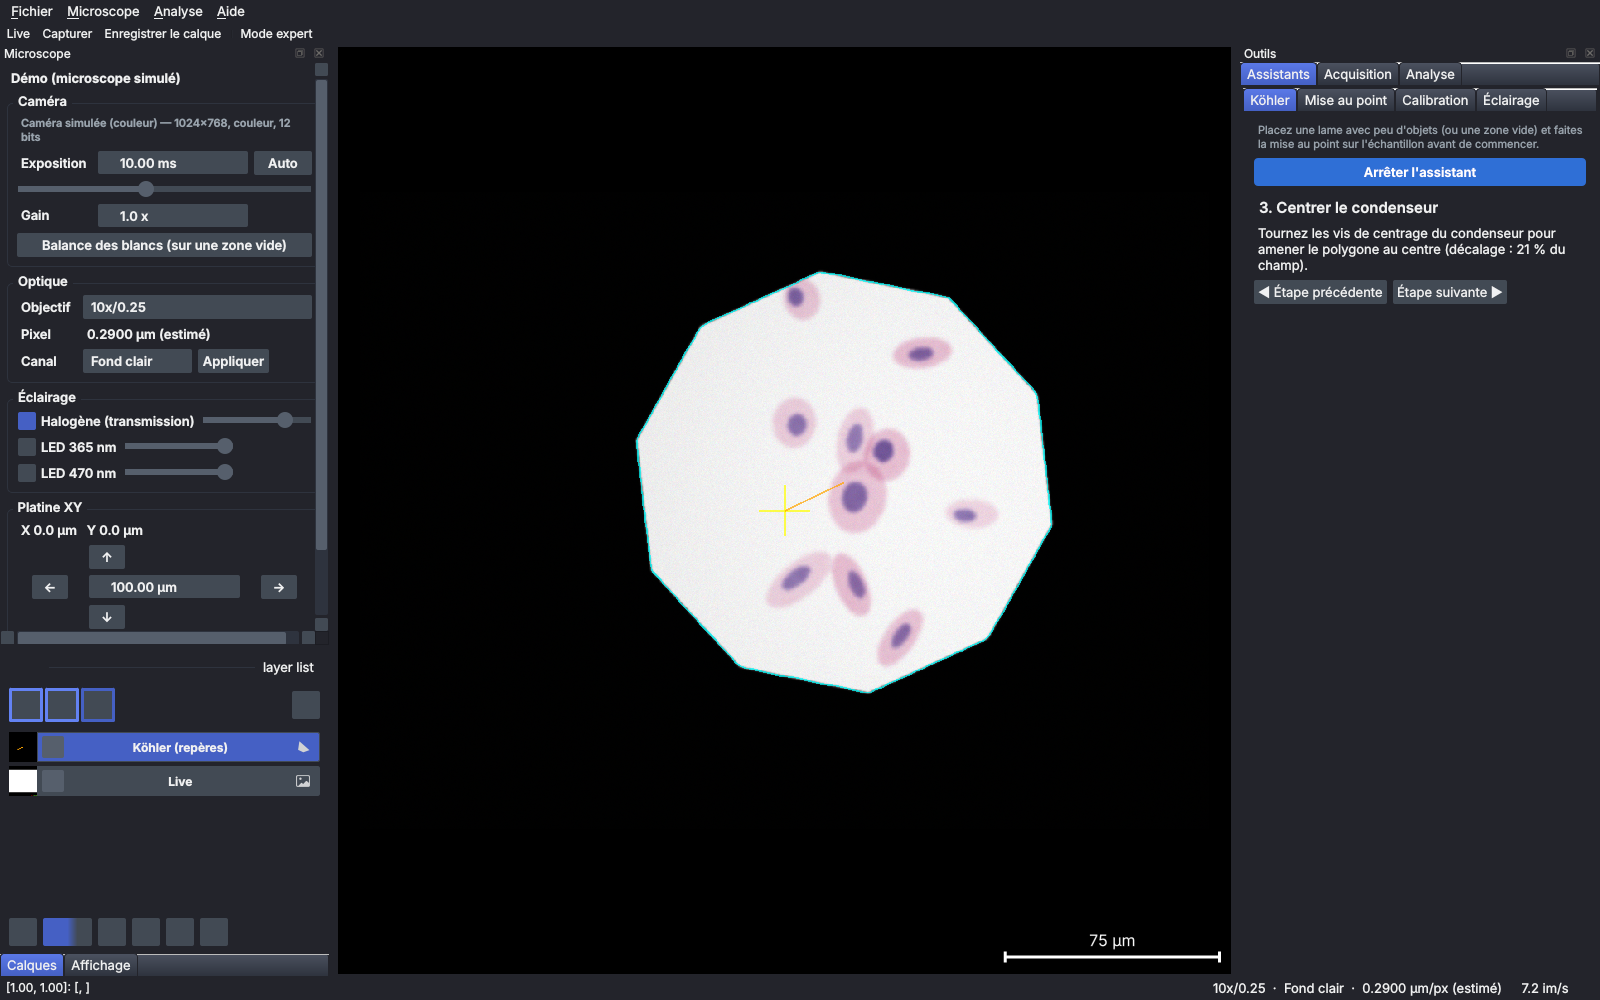 Fichier Microscope Analyse Aide
Live Capturer Enregistrer le calque Mode expert
Microscope
Démo (microscope simulé)
Caméra
Caméra simulée (couleur) — 1024×768, couleur, 12
bits
Exposition 10.00 ms Auto
Gain 1.0 x
Balance des blancs (sur une zone vide)
Optique
Objectif 10x/0.25
Pixel 0.2900 µm (estimé)
Canal Fond clair Appliquer
Éclairage
Halogène (transmission)
LED 365 nm
LED 470 nm
Platine XY
X 0.0 µm Y 0.0 µm
↑
← 100.00 µm →
↓
layer list
Köhler (repères)
Live
Calques Affichage
[1.00, 1.00]: [, ]
75 µm
Outils
Assistants Acquisition Analyse
Köhler Mise au point Calibration Éclairage
Placez une lame avec peu d'objets (ou une zone vide) et faites
la mise au point sur l'échantillon avant de commencer.
Arrêter l'assistant
3. Centrer le condenseur
Tournez les vis de centrage du condenseur pour
amener le polygone au centre (décalage : 21 % du
champ).
◀ Étape précédente Étape suivante ▶
10x/0.25 · Fond clair · 0.2900 µm/px (estimé) 7.2 im/s